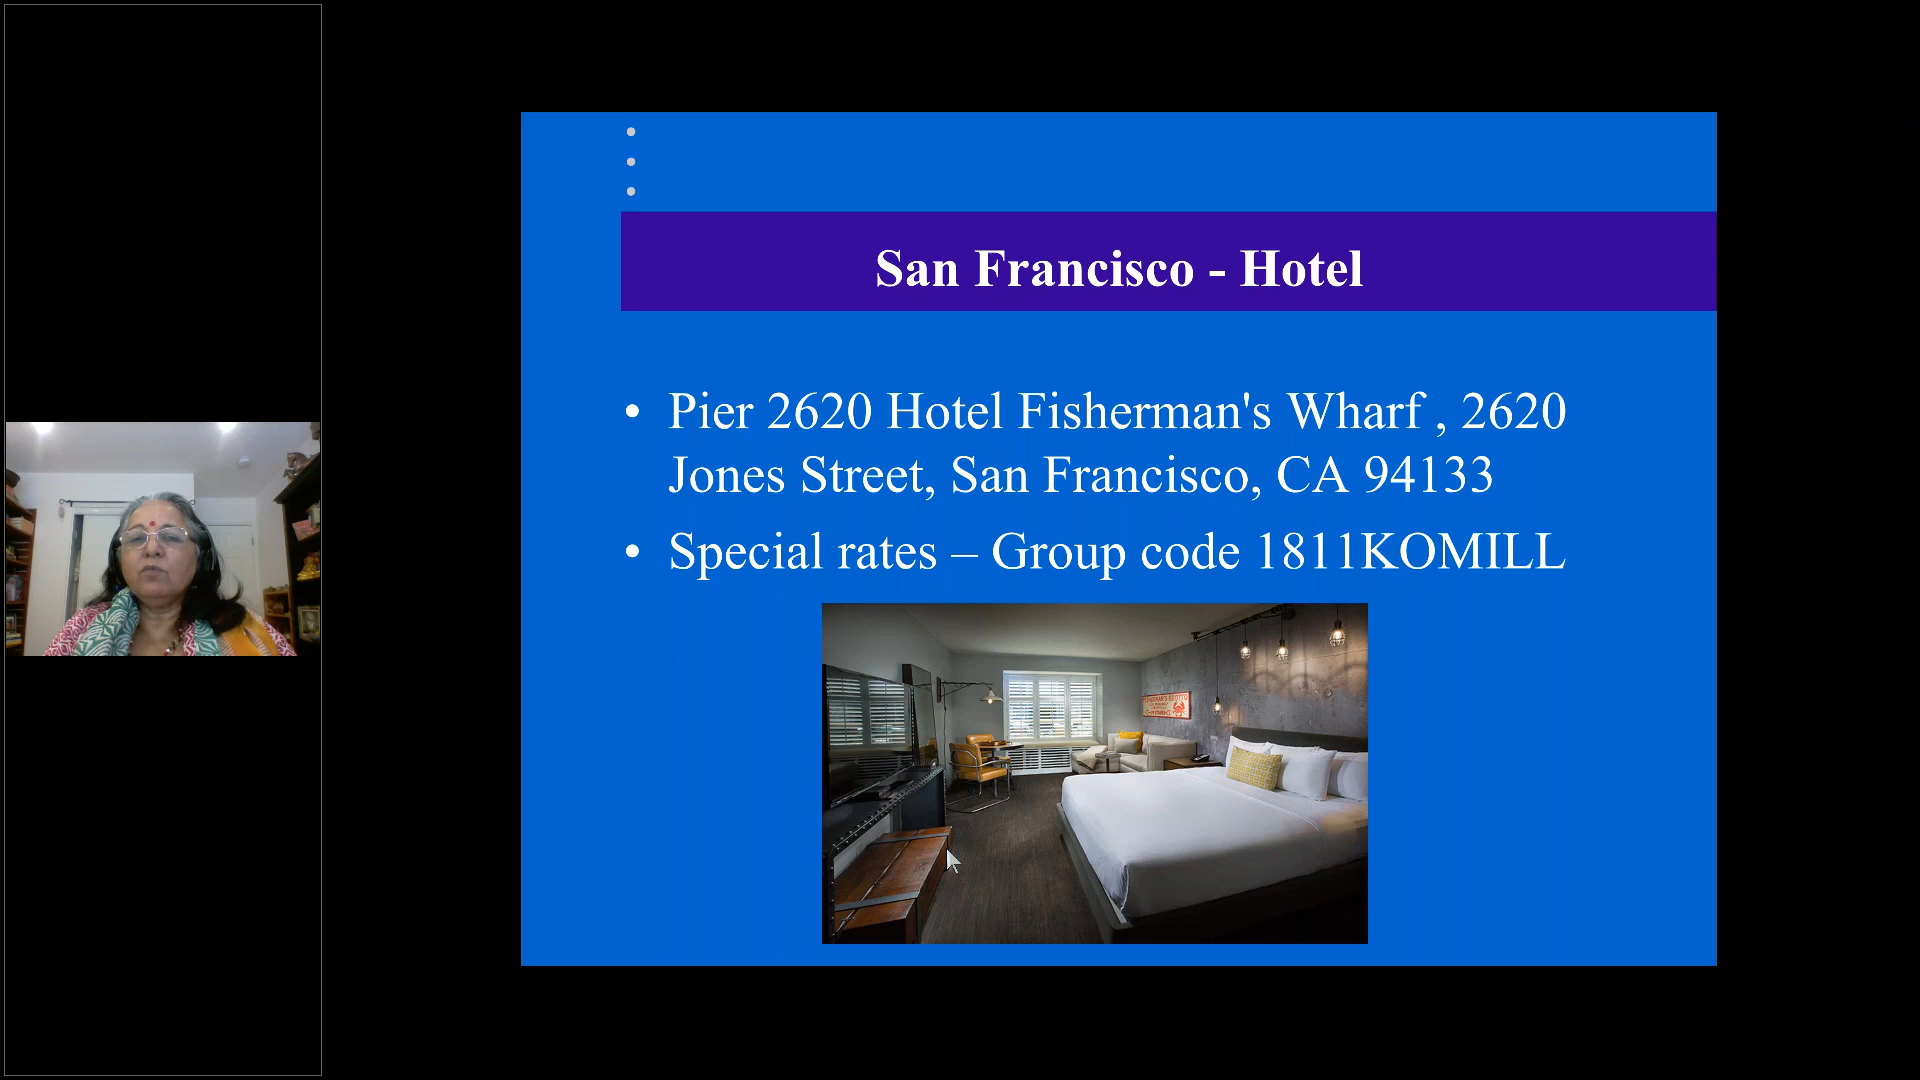 San Francisco - Hotel
• Pier 2620 Hotel Fisherman's Wharf , 2620
Jones Street, San Francisco, CA 94133
• Special rates – Group code 1811KOMILL